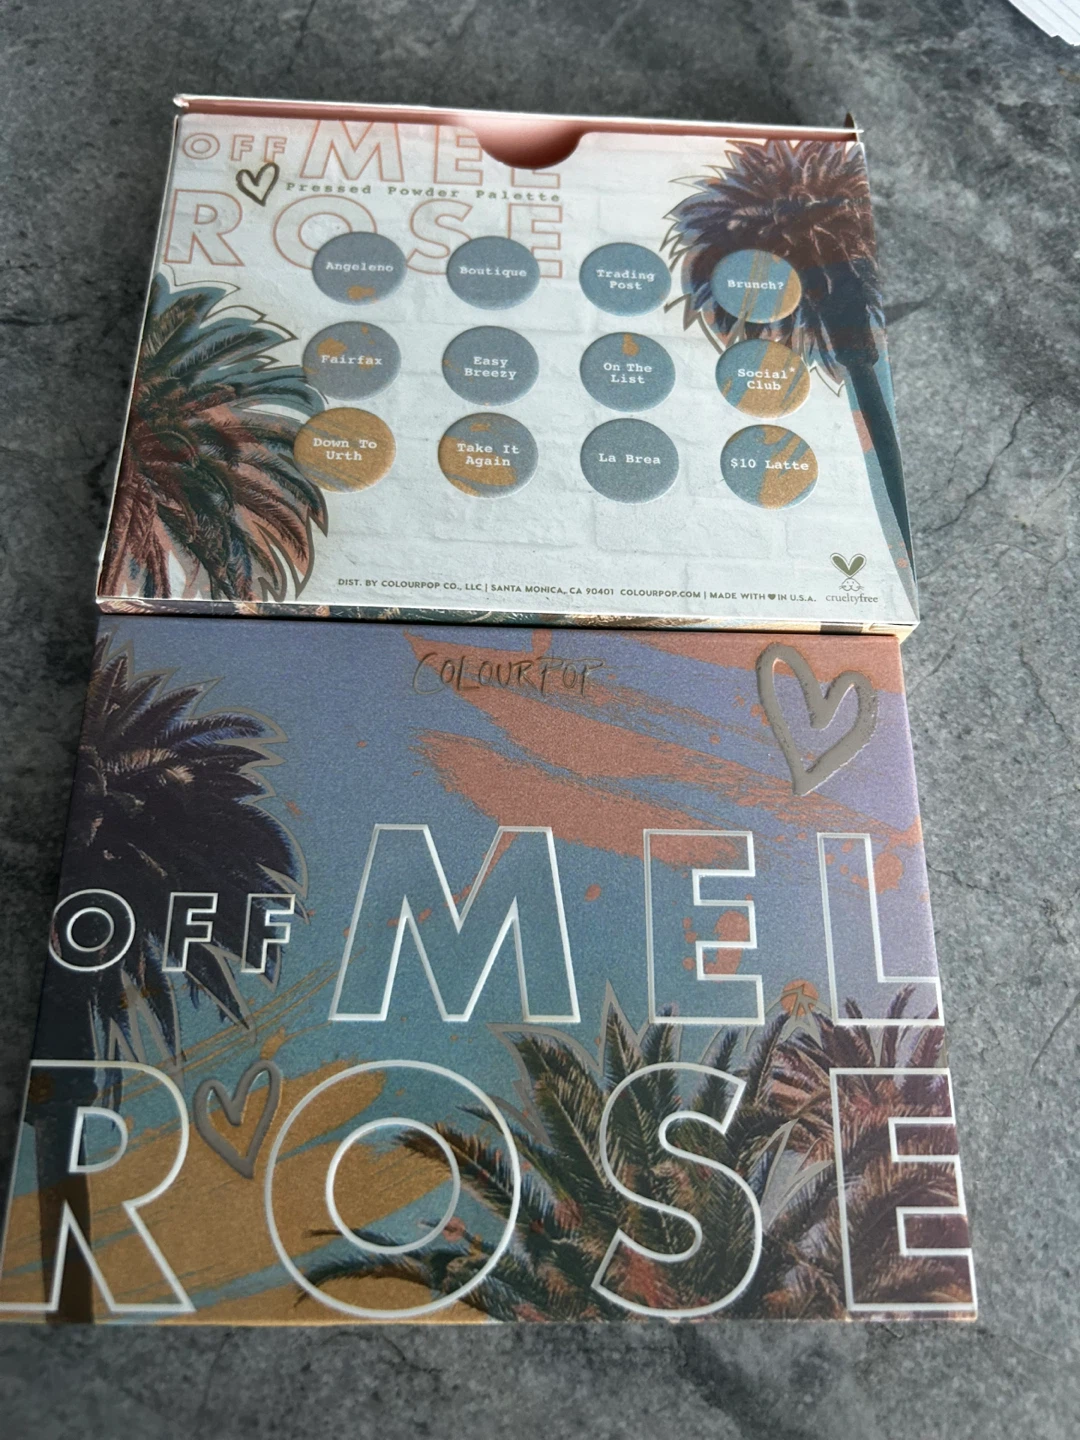 OFF MEL
Pressed Powder Palette
ROSE
Angeleno
Boutique
Trading
Post
Brunch?
Fairfax
Easy
Breezy
On The
List
Social
Club
Down To
Urth
Take It
Again
La Brea
$10 Latte
DIST. BY COLOURPOP CO., LLC | SANTA MONICA, CA 90401 COLOURPOP.COM | MADE WITH ♥ IN U.S.A.
crueltyfree
COLOURPOP
OFF MEL
ROSE